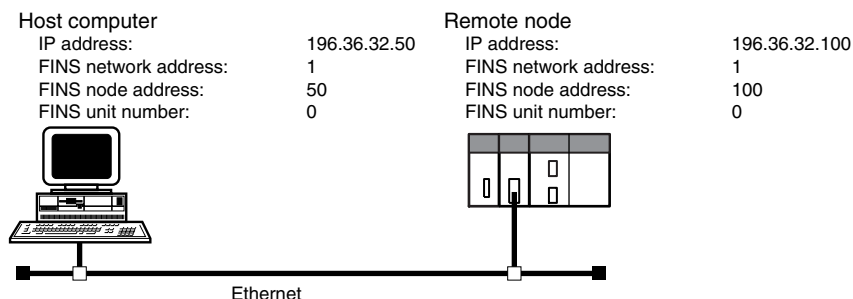 Host computer
IP address: 196.36.32.50
FINS network address: 1
FINS node address: 50
FINS unit number: 0
Remote node
IP address: 196.36.32.100
FINS network address: 1
FINS node address: 100
FINS unit number: 0
Ethernet